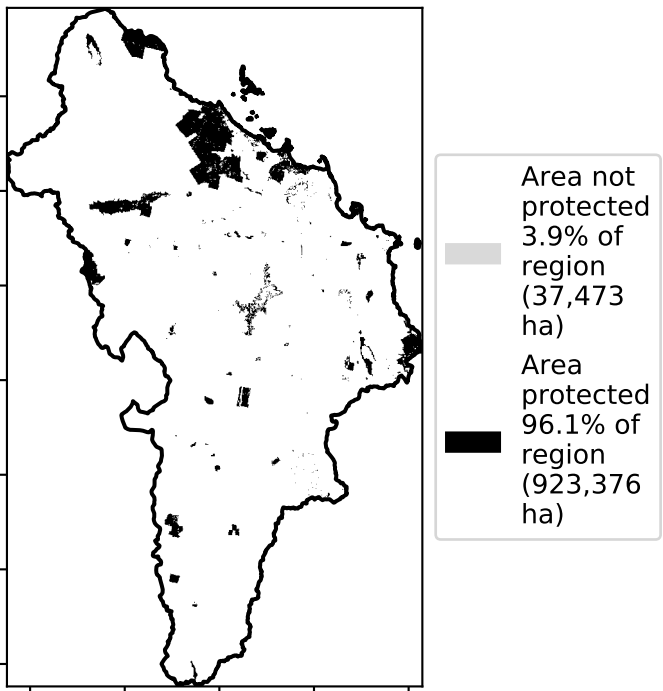 Area not
protected
3.9% of
region
(37,473
ha)
Area
protected
96.1% of
region
(923,376
ha)